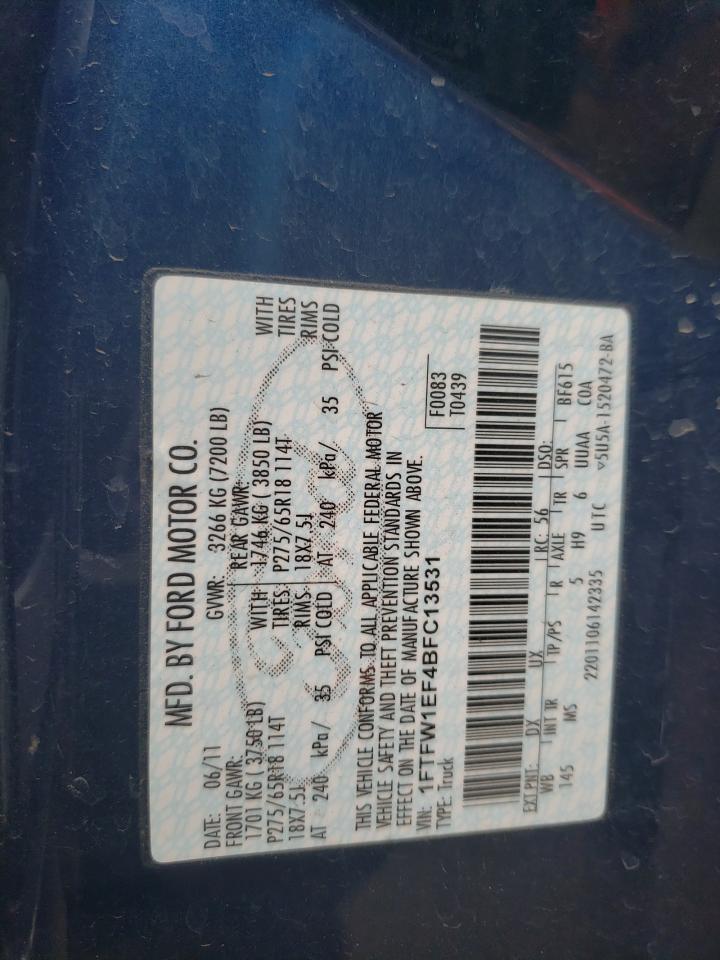 MFD. BY FORD MOTOR CO.
DATE: 06/11 GVWR: 3266 KG (7200 LB)
FRONT GAWR: REAR GAWR:
1701 KG ( 3750 LB) WITH 1746 KG ( 3850 LB) WITH
P275/65R18 114T TIRES: P275/65R18 114T TIRES
18X7.5J RIMS: 18X7.5J RIMS
AT 240 kPa/ 35 PSI COLD AT 240 kPa/ 35 PSI COLD
THIS VEHICLE CONFORMS TO ALL APPLICABLE FEDERAL MOTOR
VEHICLE SAFETY AND THEFT PREVENTION STANDARDS IN
EFFECT ON THE DATE OF MANUFACTURE SHOWN ABOVE.
VIN: 1FTFW1EF4BFC13531 F0083
TYPE: Truck T0439
EXT PNT: DX UX RC: 56 DSO:
WB INT TR TP/PS R AXLE TR SPR BF615
145 MS 5 H9 6 UUAA COA
2201106142335 UTC ▽5U5A-1520472-BA